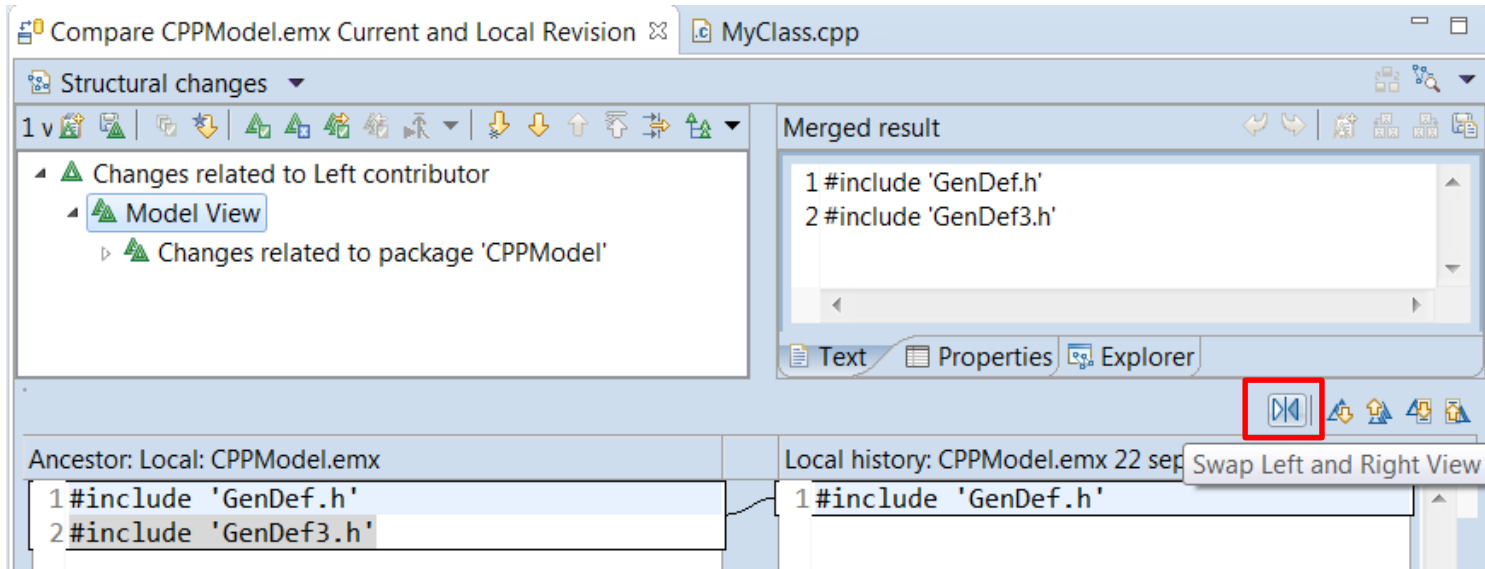 Compare CPPModel.emx Current and Local Revision MyClass.cpp
Structural changes
1 v
Merged result
Changes related to Left contributor
Model View
Changes related to package 'CPPModel'
1 #include 'GenDef.h'
2 #include 'GenDef3.h'
Text Properties Explorer
Swap Left and Right View
Ancestor: Local: CPPModel.emx
Local history: CPPModel.emx 22 sep
1 #include 'GenDef.h'
2 #include 'GenDef3.h'
1 #include 'GenDef.h'